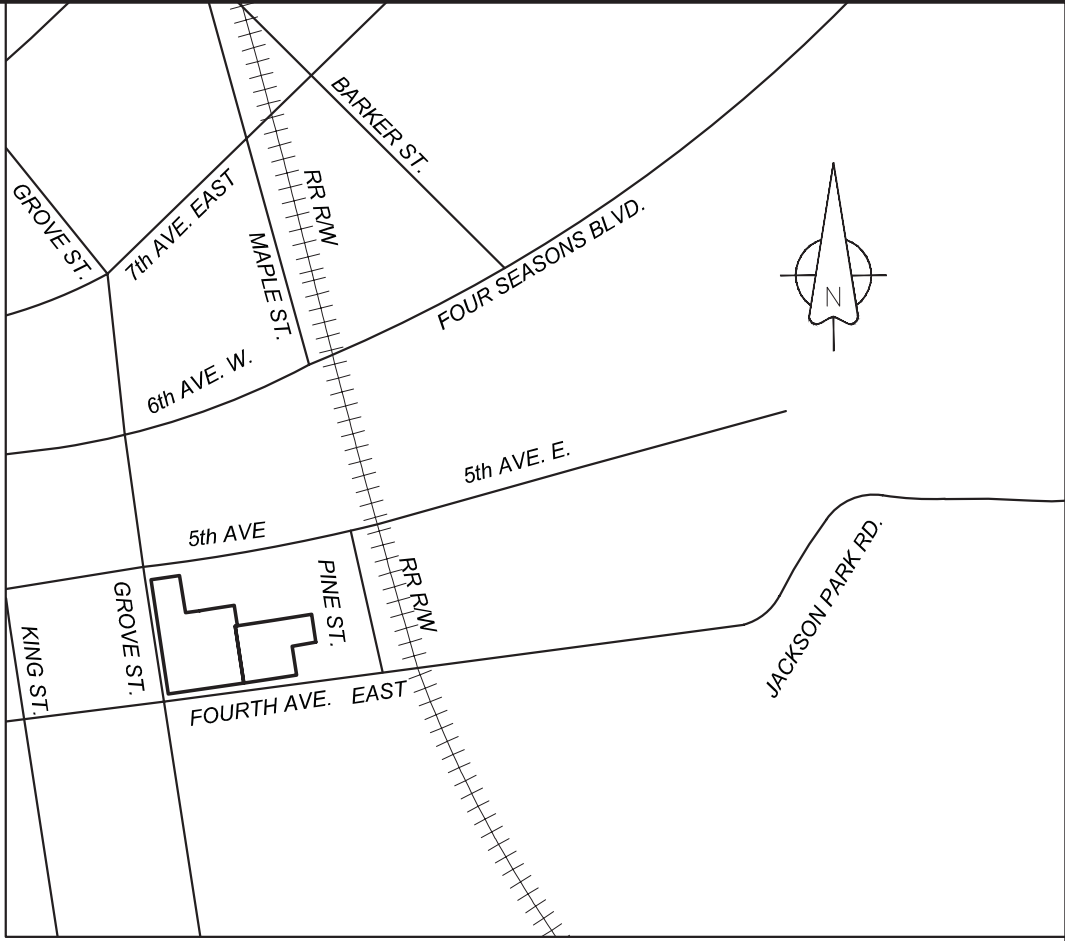 BARKER ST.
GROVE ST.
7th AVE. EAST
RR R/W
MAPLE ST.
FOUR SEASONS BLVD.
N
6th AVE. W.
5th AVE. E.
5th AVE
JACKSON PARK RD.
PINE ST.
RR R/W
GROVE ST.
KING ST.
FOURTH AVE. EAST